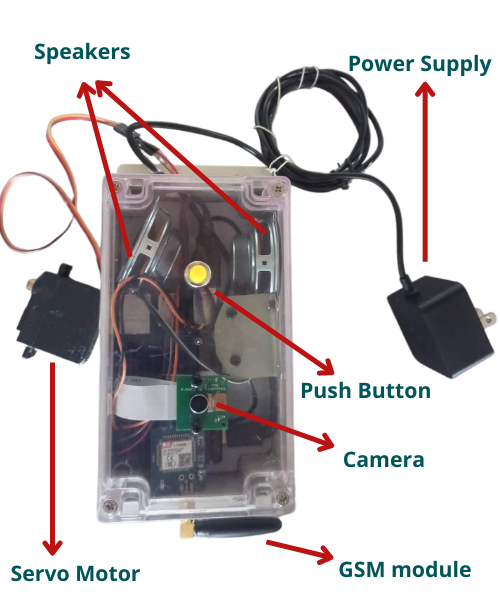 Speakers
Power Supply
Push Button
Camera
GSM module
Servo Motor